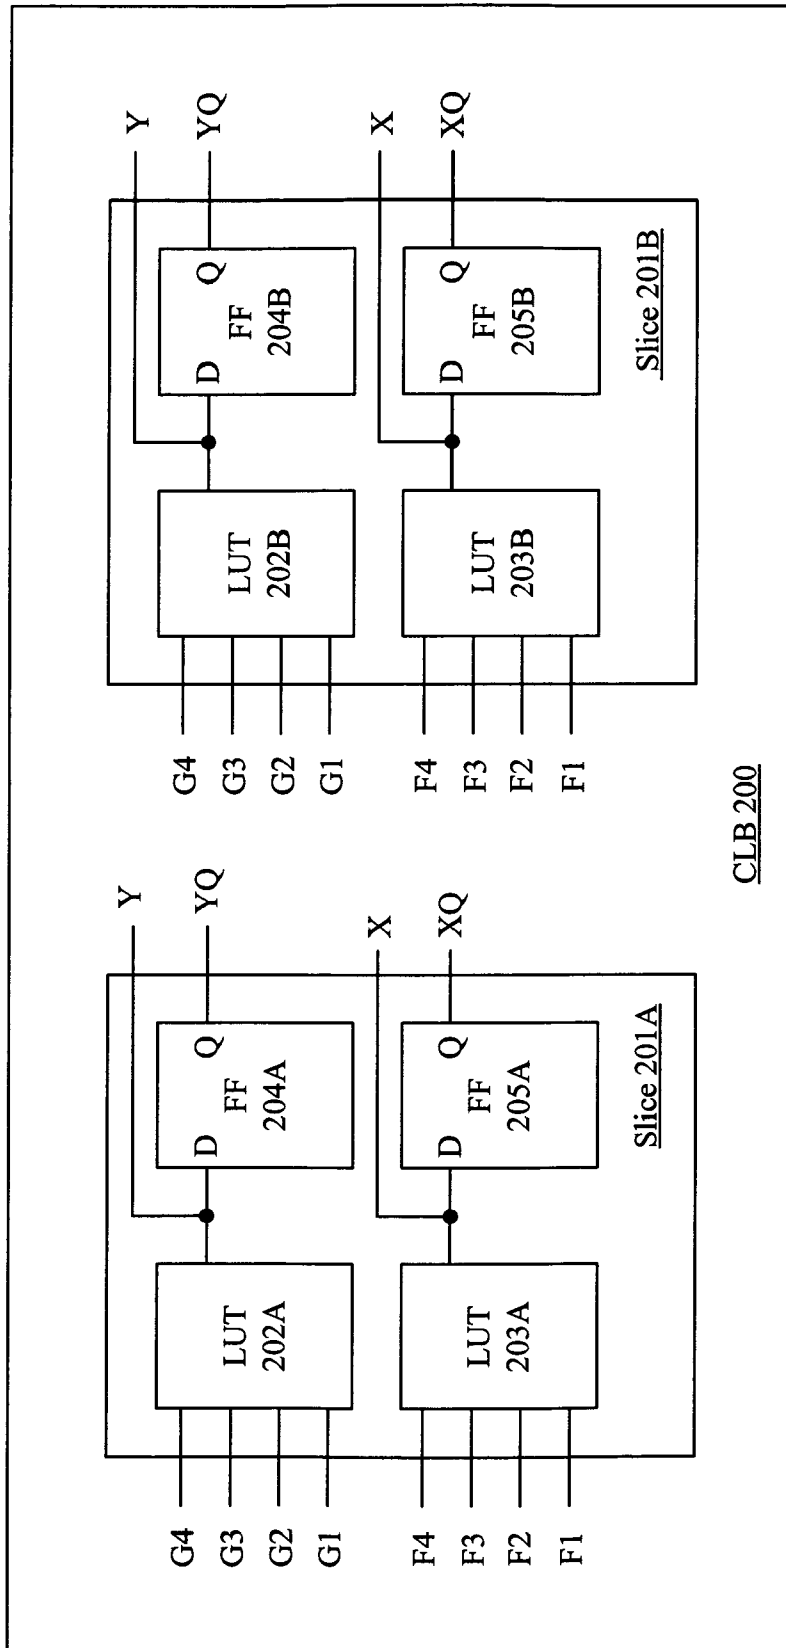 G4
G3
G2
G1
LUT
202A
D
Q
FF
204A
Y
YQ
F4
F3
F2
F1
LUT
203A
D
Q
FF
205A
X
XQ
Slice 201A
G4
G3
G2
G1
LUT
202B
D
Q
FF
204B
Y
YQ
F4
F3
F2
F1
LUT
203B
D
Q
FF
205B
X
XQ
Slice 201B
CLB 200